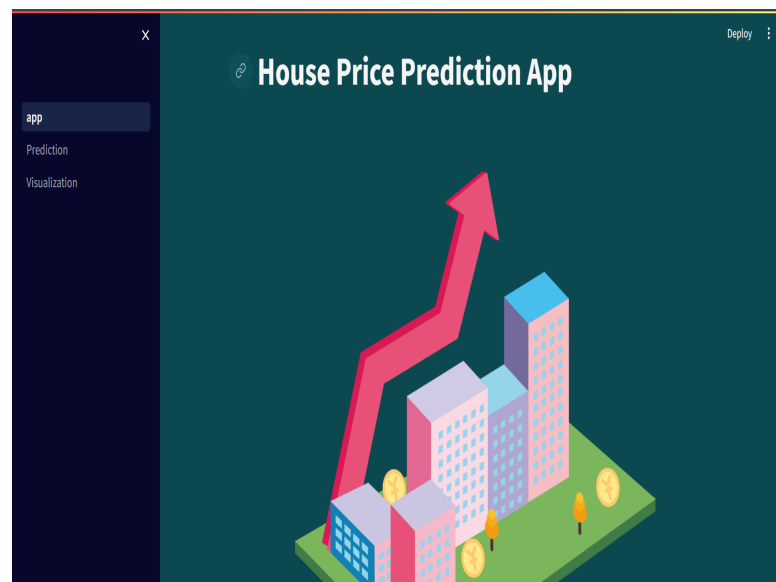 Deploy
House Price Prediction App
app
Prediction
Visualization